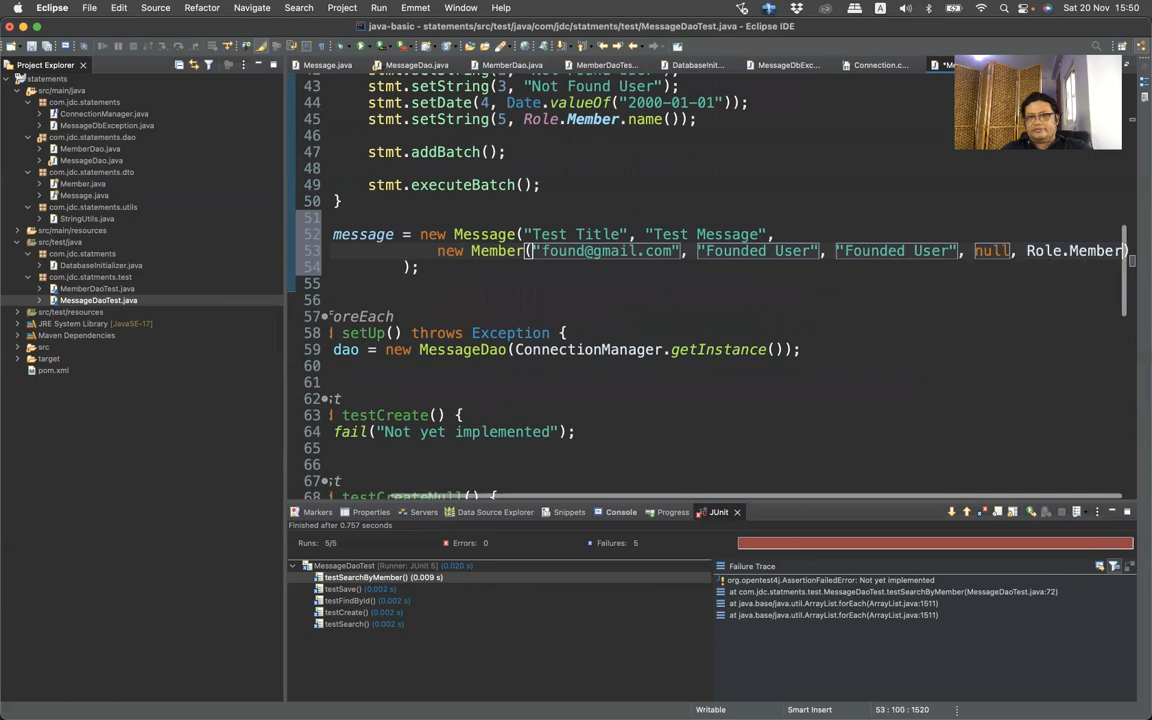 Eclipse File Edit Source Refactor Navigate Search Project Run Emmet Window Help A Sat 20 Nov 15:50
java-basic - statements/src/test/java/com/jdc/statments/test/MessageDaoTest.java - Eclipse IDE
Project Explorer
Message.java MessageDao.java MemberDao.java MemberDaoTes... DatabaseInit... MessageDbExc... Connection.c...
statements
src/main/java
com.jdc.statements
ConnectionManager.java
MessageDbException.java
com.jdc.statements.dao
MemberDao.java
MessageDao.java
com.jdc.statements.dto
Member.java
Message.java
com.jdc.statements.utils
StringUtils.java
src/main/resources
src/test/java
com.jdc.statments
DatabaseInitializer.java
com.jdc.statments.test
MemberDaoTest.java
MessageDaoTest.java
src/test/resources
JRE System Library [JavaSE-17]
Maven Dependencies
src
target
pom.xml
43 stmt.setString(3, "Not Found User");
44 stmt.setDate(4, Date.valueOf("2000-01-01"));
45 stmt.setString(5, Role.Member.name());
46
47 stmt.addBatch();
48
49 stmt.executeBatch();
50 }
51
52 message = new Message("Test Title", "Test Message",
53 new Member("found@gmail.com", "Founded User", "Founded User", null, Role.Member)
54 );
55
56
57 foreEach
58 setUp() throws Exception {
59 dao = new MessageDao(ConnectionManager.getInstance());
60
61
62 t
63 testCreate() {
64 fail("Not yet implemented");
65
66
67 t
68 testCreateNull() {
Markers Properties Servers Data Source Explorer Snippets Console Progress JUnit
Finished after 0.757 seconds
Runs: 5/5 Errors: 0 Failures: 5
MessageDaoTest [Runner: JUnit 5] (0.020 s)
testSearchByMember() (0.009 s)
testSave() (0.002 s)
testFindById() (0.002 s)
testCreate() (0.002 s)
testSearch() (0.002 s)
Failure Trace
org.opentest4j.AssertionFailedError: Not yet implemented
at com.jdc.statments.test.MessageDaoTest.testSearchByMember(MessageDaoTest.java:72)
at java.base/java.util.ArrayList.forEach(ArrayList.java:1511)
at java.base/java.util.ArrayList.forEach(ArrayList.java:1511)
Writable Smart Insert 53 : 100 : 1520